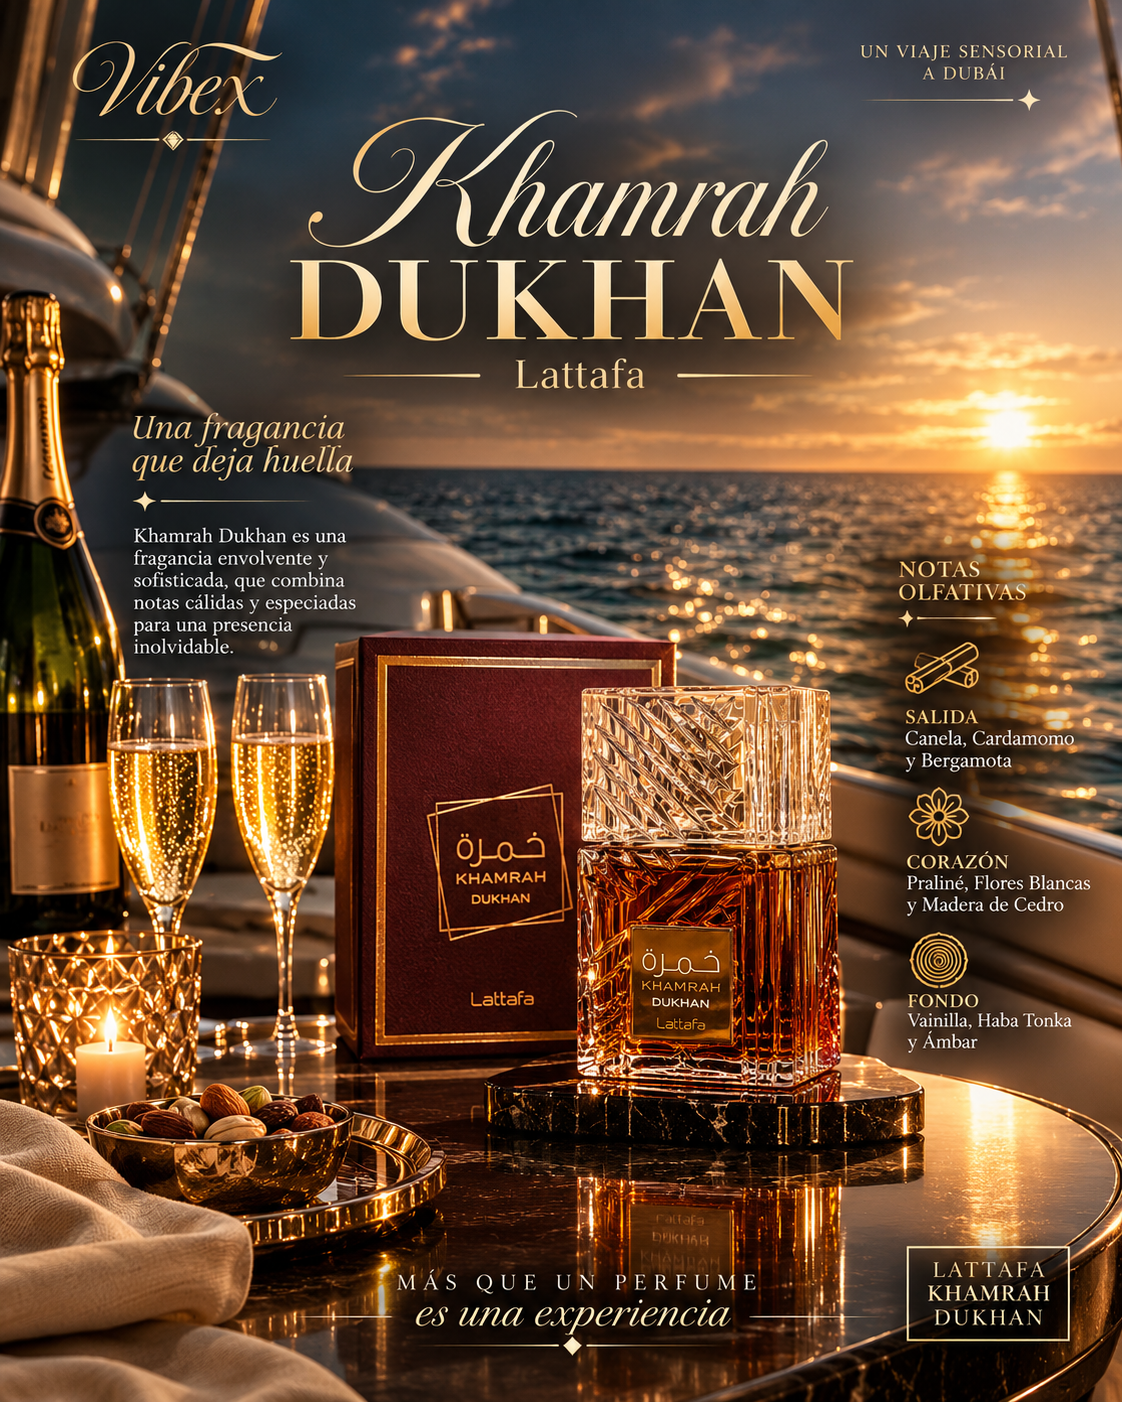 Vibex
UN VIAJE SENSORIAL
A DUBÁI
Khamrah
DUKHAN
Lattafa
Una fragancia
que deja huella
Khamrah Dukhan es una
fragancia envolvente y
sofisticada, que combina
notas cálidas y especiadas
para una presencia
inolvidable.
NOTAS
OLFATIVAS
SALIDA
Canela, Cardamomo
y Bergamota
CORAZÓN
Praliné, Flores Blancas
y Madera de Cedro
FONDO
Vainilla, Haba Tonka
y Ámbar
خمرة
KHAMRAH
DUKHAN
Lattafa
خمرة
KHAMRAH
DUKHAN
Lattafa
MÁS QUE UN PERFUME
es una experiencia
LATTAFA
KHAMRAH
DUKHAN